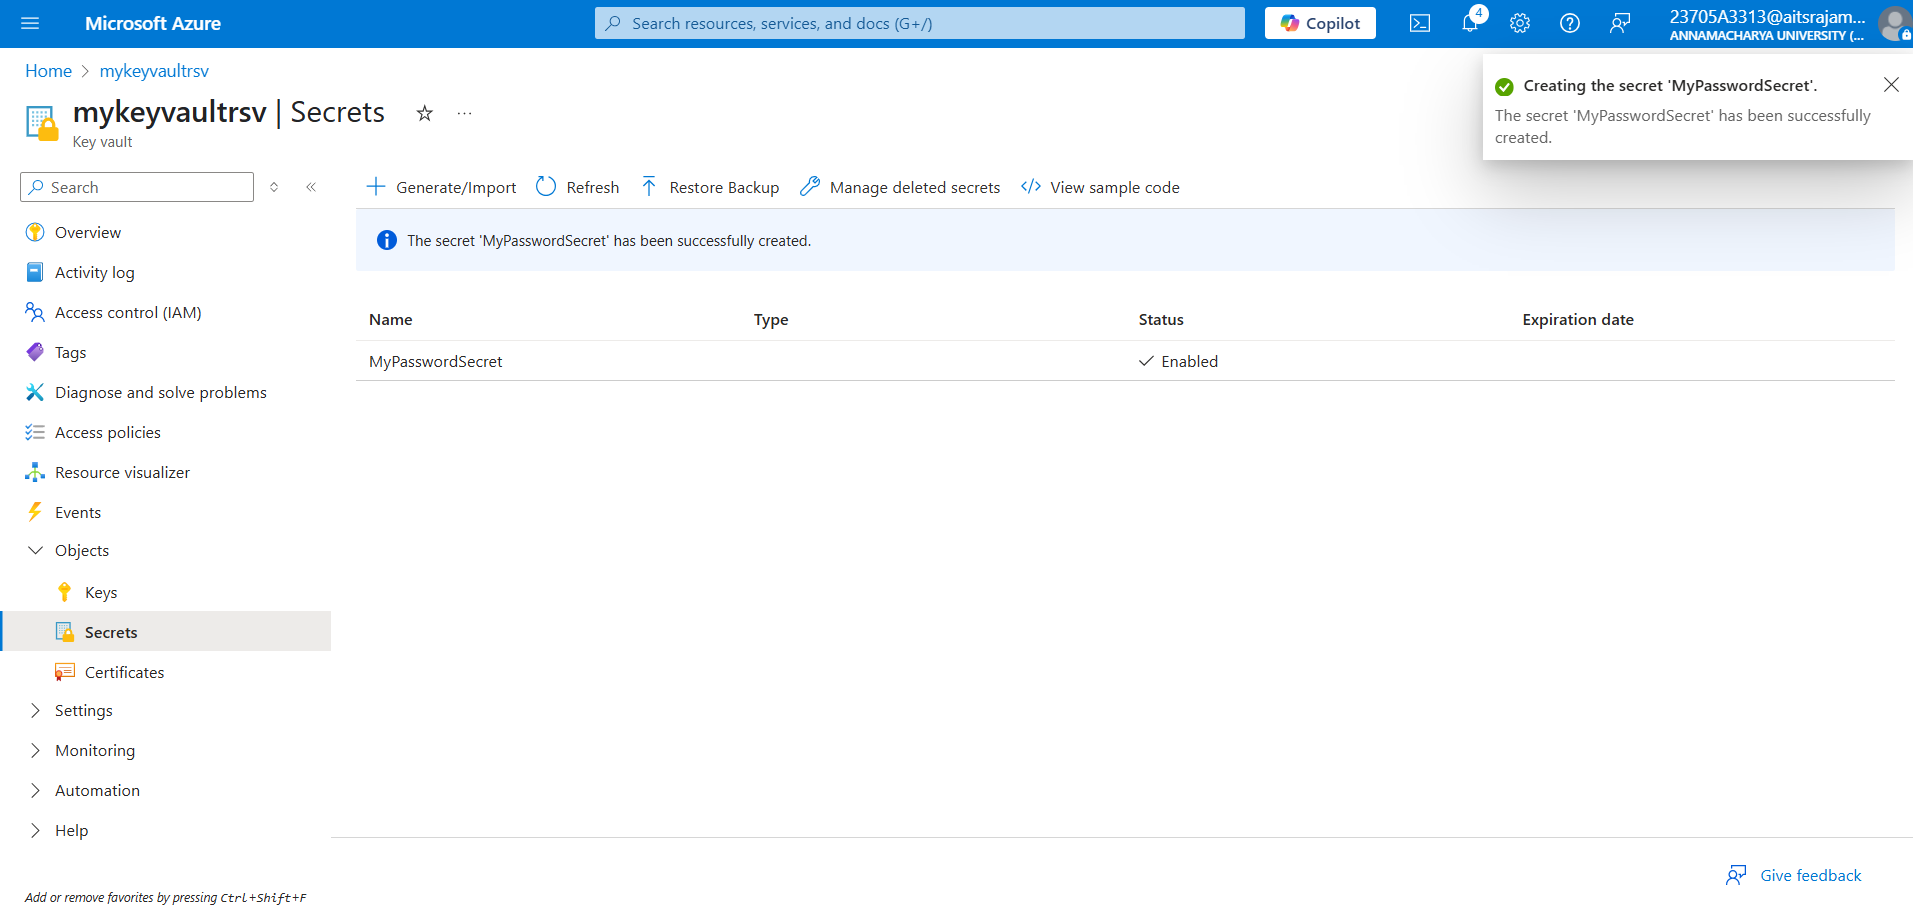 Microsoft Azure
Search resources, services, and docs (G+/)
Copilot
4
23705A3313@aitsrajam...
ANNAMACHARYA UNIVERSITY (...
Home > mykeyvaultrsv
mykeyvaultrsv | Secrets
Key vault
Creating the secret 'MyPasswordSecret'.
The secret 'MyPasswordSecret' has been successfully
created.
Search
Generate/Import
Refresh
Restore Backup
Manage deleted secrets
View sample code
The secret 'MyPasswordSecret' has been successfully created.
Name Type Status Expiration date
MyPasswordSecret Enabled
Overview
Activity log
Access control (IAM)
Tags
Diagnose and solve problems
Access policies
Resource visualizer
Events
Objects
Keys
Secrets
Certificates
Settings
Monitoring
Automation
Help
Add or remove favorites by pressing Ctrl+Shift+F
Give feedback